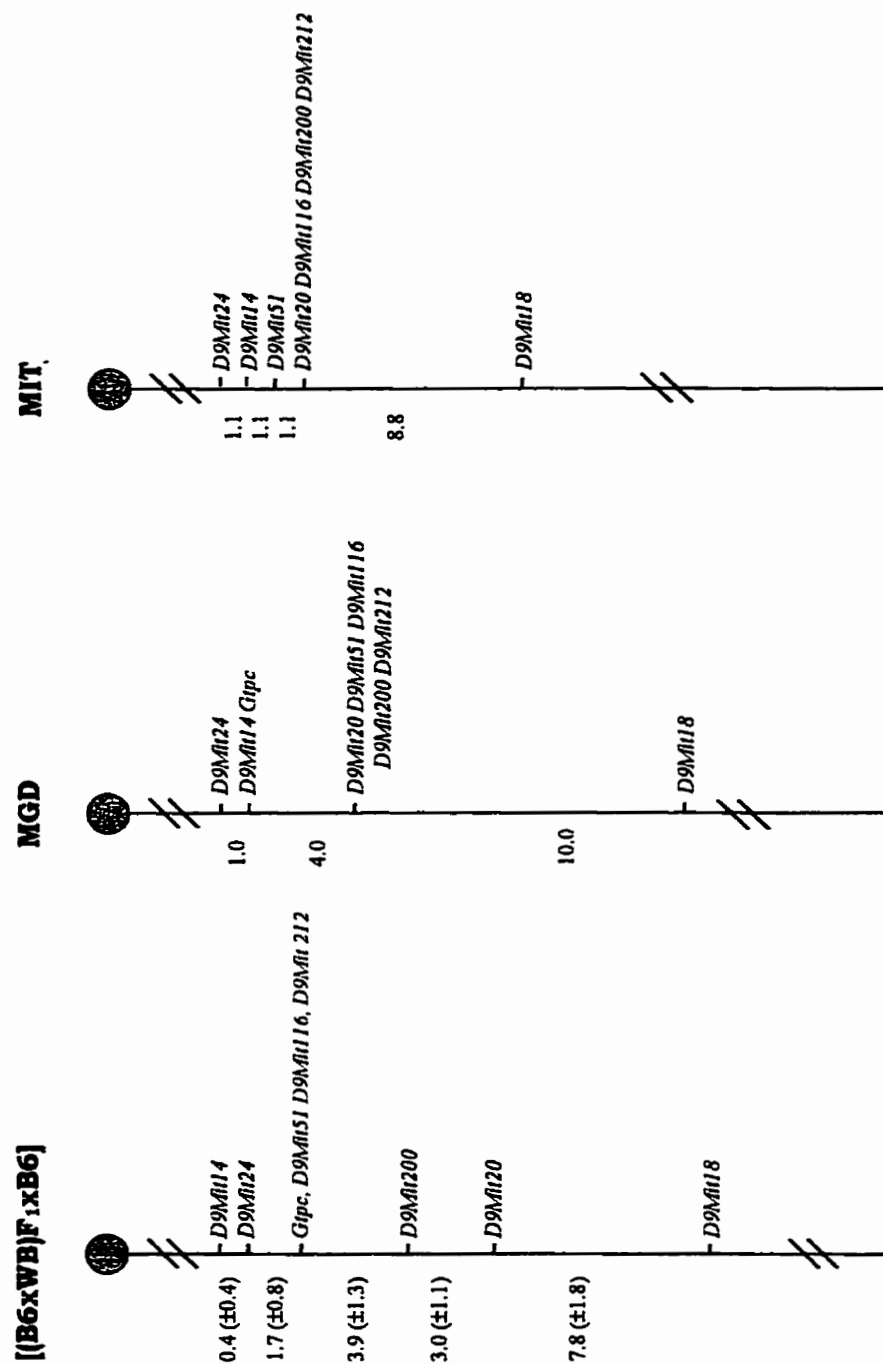 [(B6xWB)F1xB6]
0.4 (±0.4)
1.7 (±0.8)
3.9 (±1.3)
3.0 (±1.1)
7.8 (±1.8)
D9Mit14
D9Mit24
Gtpc, D9Mit51 D9Mit116, D9Mit 212
D9Mit200
D9Mit20
D9Mit18
MGD
1.0
4.0
10.0
D9Mit24
D9Mit14 Gtpc
D9Mit20 D9Mit51 D9Mit116
D9Mit200 D9Mit212
D9Mit18
MIT
1.1
1.1
1.1
8.8
D9Mit24
D9Mit14
D9Mit51
D9Mit20 D9Mit116 D9Mit200 D9Mit212
D9Mit18